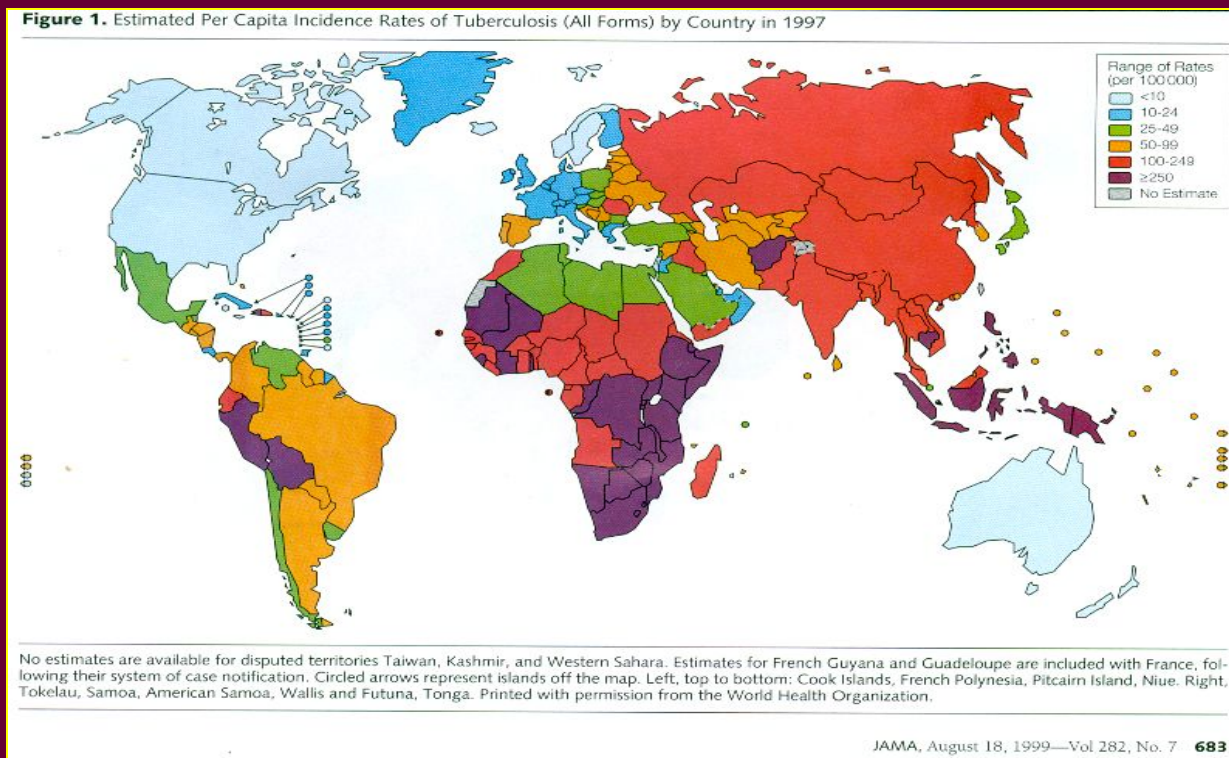 Figure 1. Estimated Per Capita Incidence Rates of Tuberculosis (All Forms) by Country in 1997
Range of Rates
(per 100 000)
<10
10-24
25-49
50-99
100-249
≥250
No Estimate
No estimates are available for disputed territories Taiwan, Kashmir, and Western Sahara. Estimates for French Guyana and Guadeloupe are included with France, fol-
lowing their system of case notification. Circled arrows represent islands off the map. Left, top to bottom: Cook Islands, French Polynesia, Pitcairn Island, Niue. Right,
Tokelau, Samoa, American Samoa, Wallis and Futuna, Tonga. Printed with permission from the World Health Organization.
JAMA, August 18, 1999—Vol 282, No. 7 683